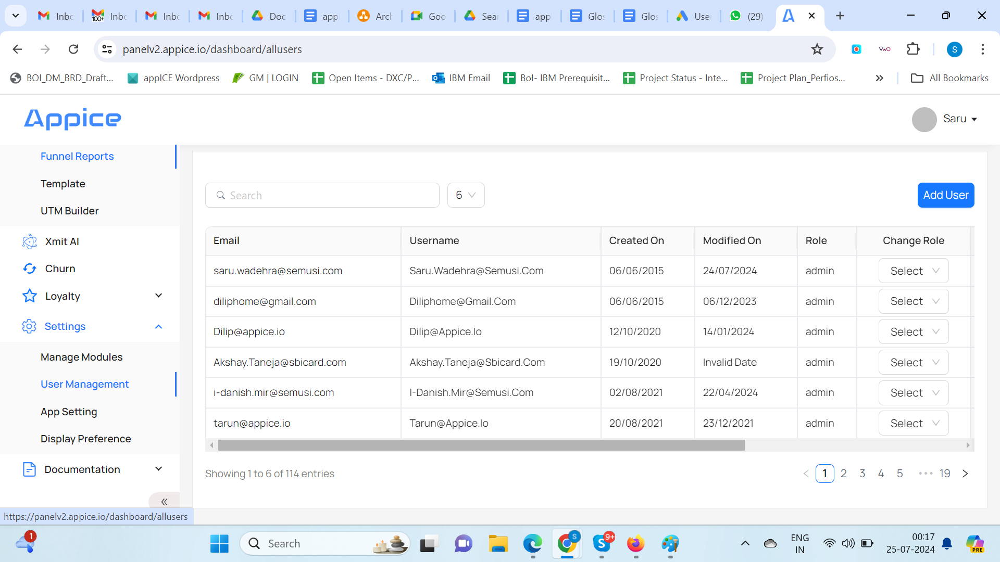 Inbc
100+
Inbc
Inbc
Inbc
Doc
app
Arch
Goo
Sear
app
Glos
Glos
User
(29)
panelv2.appice.io/dashboard/allusers
VWO
S
BOI_DM_BRD_Draft...
appICE Wordpress
GM | LOGIN
Open Items - DXC/P...
IBM Email
BoI- IBM Prerequisit...
Project Status - Inte...
Project Plan_Perfios...
All Bookmarks
Appice
Saru
Funnel Reports
Template
UTM Builder
Xmit AI
Churn
Loyalty
Settings
Manage Modules
User Management
App Setting
Display Preference
Documentation
https://panelv2.appice.io/dashboard/allusers
Search
6
Add User
Email Username Created On Modified On Role Change Role
saru.wadehra@semusi.com Saru.Wadehra@Semusi.Com 06/06/2015 24/07/2024 admin Select
diliphome@gmail.com Diliphome@Gmail.Com 06/06/2015 06/12/2023 admin Select
Dilip@appice.io Dilip@Appice.Io 12/10/2020 14/01/2024 admin Select
Akshay.Taneja@sbicard.com Akshay.Taneja@Sbicard.Com 19/10/2020 Invalid Date admin Select
i-danish.mir@semusi.com I-Danish.Mir@Semusi.Com 02/08/2021 22/04/2024 admin Select
tarun@appice.io Tarun@Appice.Io 20/08/2021 23/12/2021 admin Select
Showing 1 to 6 of 114 entries
1 2 3 4 5 ••• 19
1
Search
S
S
9+
ENG
IN
00:17
25-07-2024
PRE